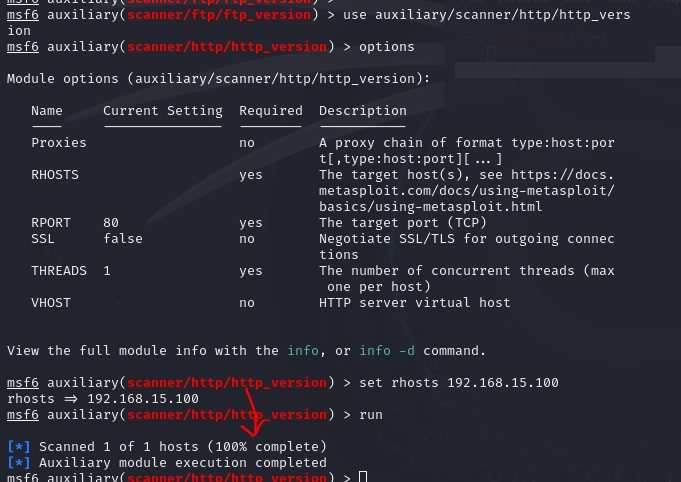 msf6 auxiliary(scanner/ftp/ftp_version) >
msf6 auxiliary(scanner/ftp/ftp_version) > use auxiliary/scanner/http/http_vers
ion
msf6 auxiliary(scanner/http/http_version) > options
Module options (auxiliary/scanner/http/http_version):
Name Current Setting Required Description
Proxies no A proxy chain of format type:host:por
t[,type:host:port][...]
RHOSTS yes The target host(s), see https://docs.
metasploit.com/docs/using-metasploit/
basics/using-metasploit.html
RPORT 80 yes The target port (TCP)
SSL false no Negotiate SSL/TLS for outgoing connec
tions
THREADS 1 yes The number of concurrent threads (max
one per host)
VHOST no HTTP server virtual host
View the full module info with the info, or info -d command.
msf6 auxiliary(scanner/http/http_version) > set rhosts 192.168.15.100
rhosts => 192.168.15.100
msf6 auxiliary(scanner/http/http_version) > run
[*] Scanned 1 of 1 hosts (100% complete)
[*] Auxiliary module execution completed
msf6 auxiliary(scanner/http/http_version) >